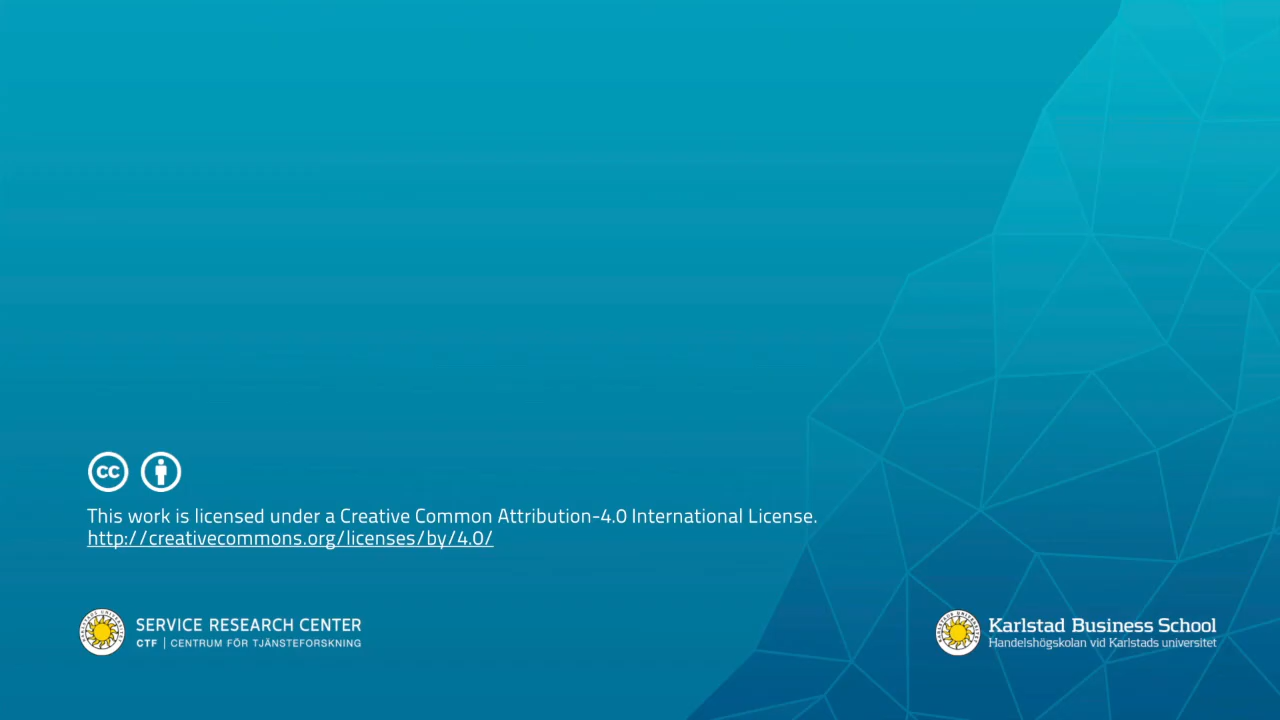 cc
This work is licensed under a Creative Common Attribution-4.0 International License.
http://creativecommons.org/licenses/by/4.0/
SERVICE RESEARCH CENTER
CTF | CENTRUM FÖR TJÄNSTEFORSKNING
Karlstad Business School
Handelshögskolan vid Karlstads universitet